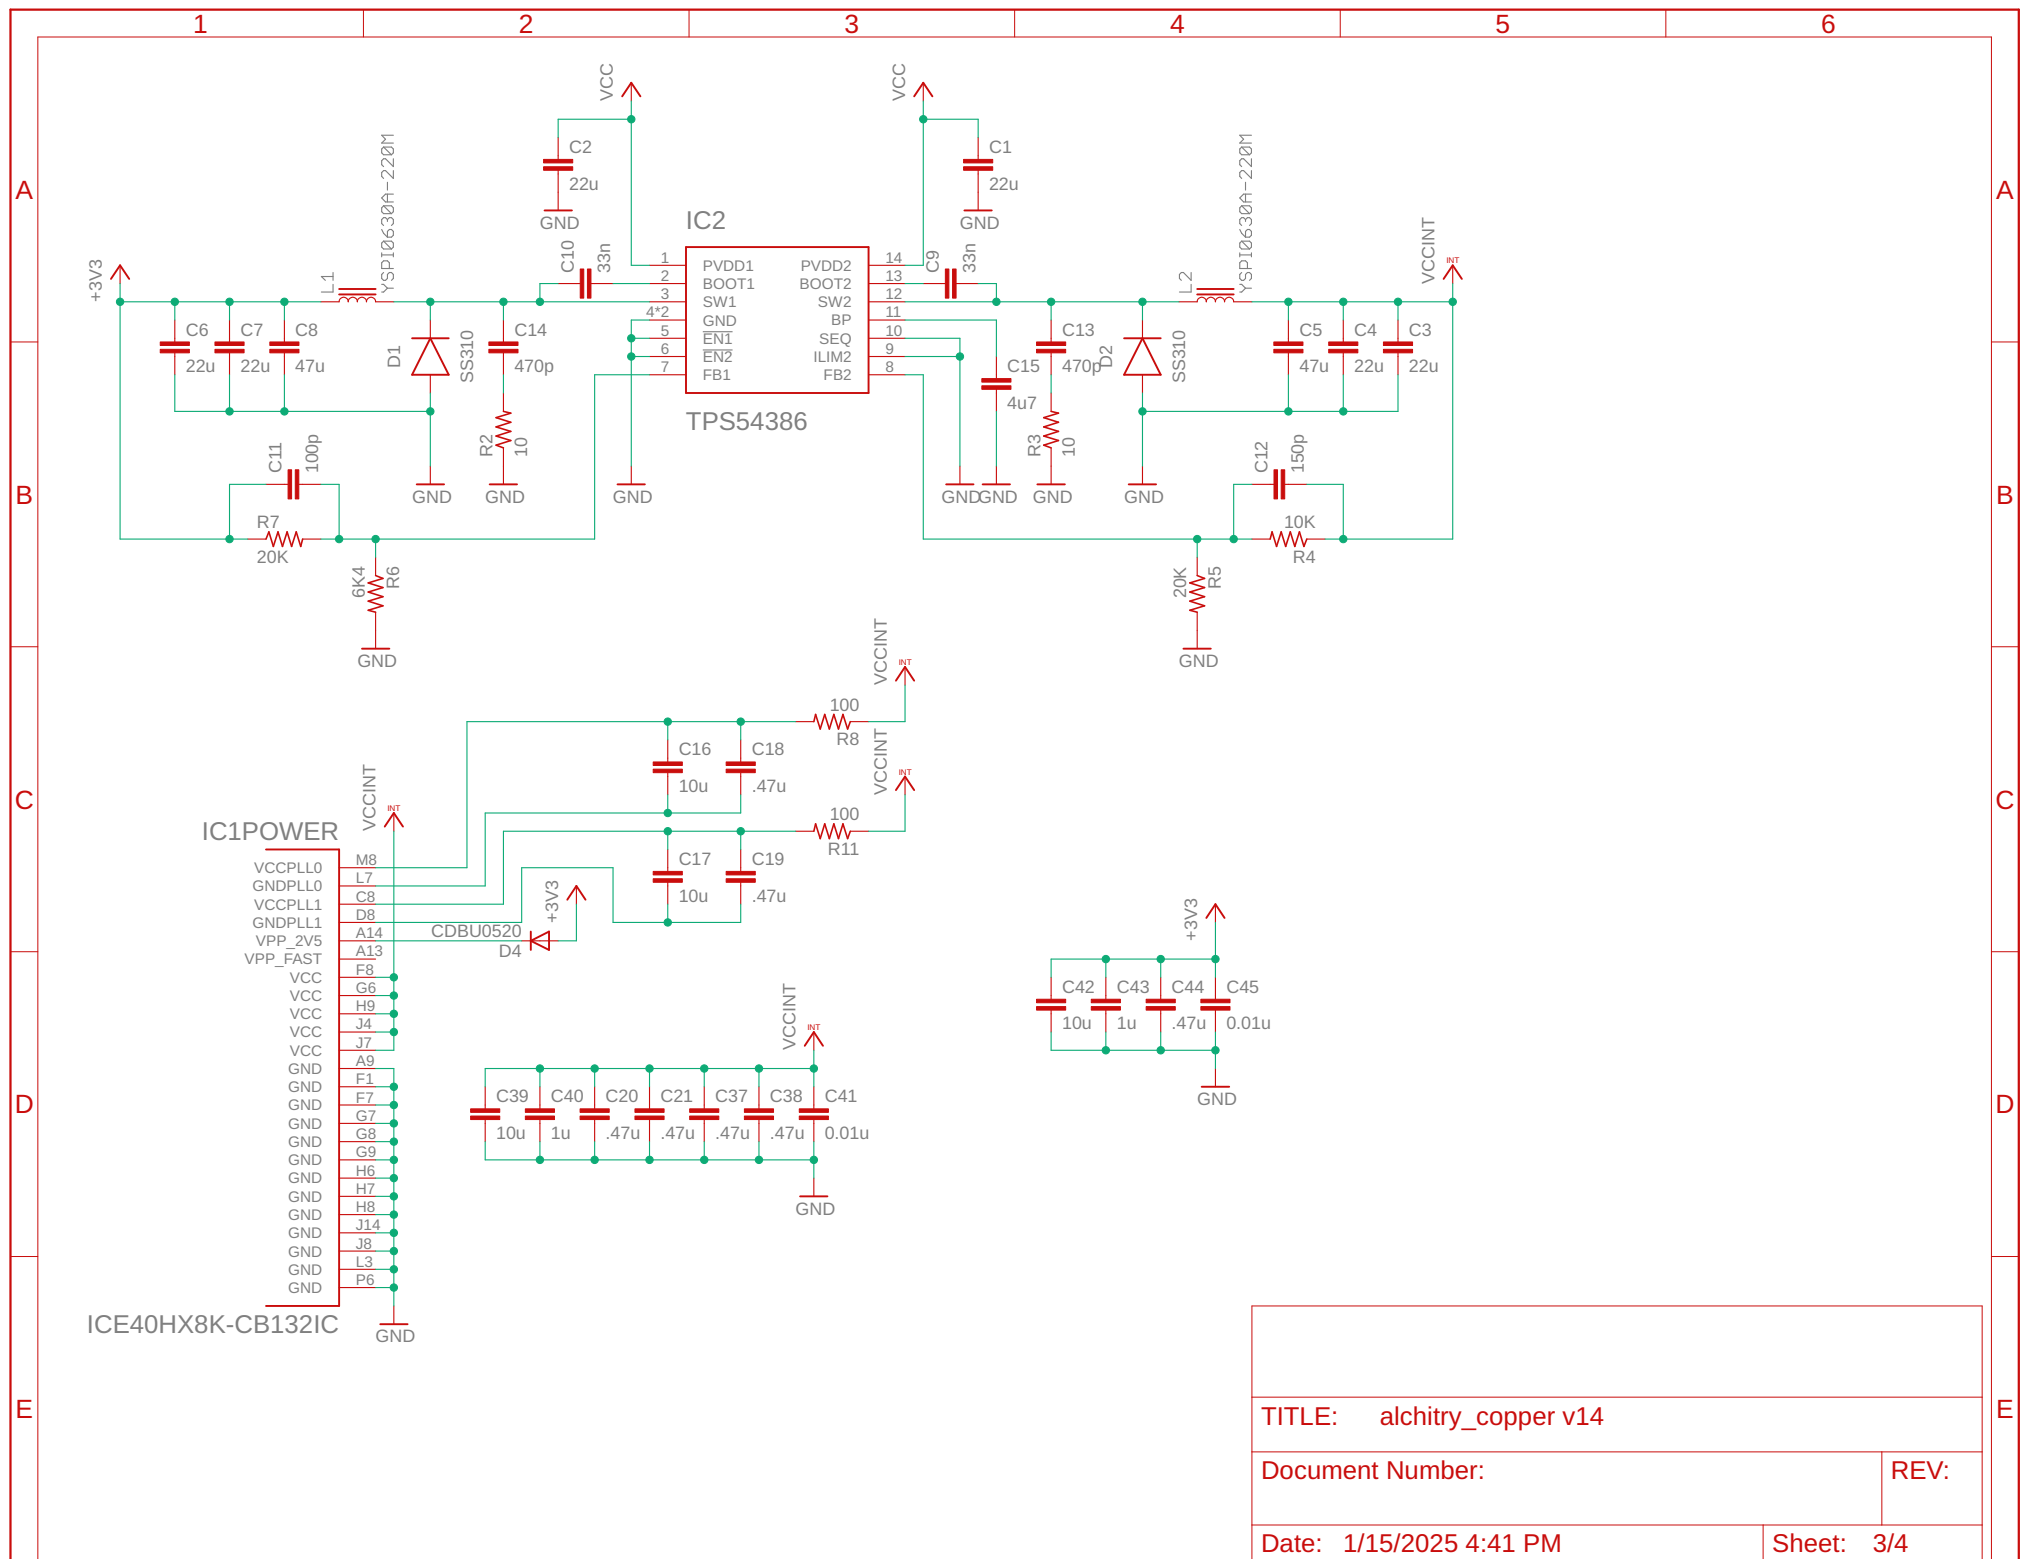 1 2 3 4 5 6
A A
B B
C C
D D
E E
VCC
C2
22u
GND
VCC
C1
22u
GND
IC2
TPS54386
1 PVDD1
2 BOOT1
3 SW1
4*2 GND
5 EN1
6 EN2
7 FB1
PVDD2 14
BOOT2 13
SW2 12
BP 11
SEQ 10
ILIM2 9
FB2 8
+3V3
C6
22u
C7
22u
C8
47u
L1
YSPI0630A-220M
D1
SS310
GND
C14
470p
R2
10
GND
C10
33n
GND
C11
100p
R7
20K
6K4
R6
GND
C9
33n
C15
4u7
GND
GND
C13
470p
R3
10
GND
D2
SS310
GND
L2
YSPI0630A-220M
C5
47u
C4
22u
C3
22u
VCCINT
INT
C12
150p
10K
R4
20K
R5
GND
VCCINT
INT
100
R8
C16
10u
C18
.47u
VCCINT
INT
100
R11
C17
10u
C19
.47u
VCCINT
INT
IC1POWER
VCCPLL0 M8
GNDPLL0 L7
VCCPLL1 C8
GNDPLL1 D8
VPP_2V5 A14
VPP_FAST A13
VCC F8
VCC G6
VCC H9
VCC J4
VCC J7
GND A9
GND F1
GND F7
GND G7
GND G8
GND G9
GND H6
GND H7
GND H8
GND J14
GND J8
GND L3
GND P6
ICE40HX8K-CB132IC
GND
CDBU0520
D4
+3V3
VCCINT
INT
C39
10u
C40
1u
C20
.47u
C21
.47u
C37
.47u
C38
.47u
C41
0.01u
GND
+3V3
C42
10u
C43
1u
C44
.47u
C45
0.01u
GND
TITLE: alchitry_copper v14
Document Number:
REV:
Date: 1/15/2025 4:41 PM
Sheet: 3/4